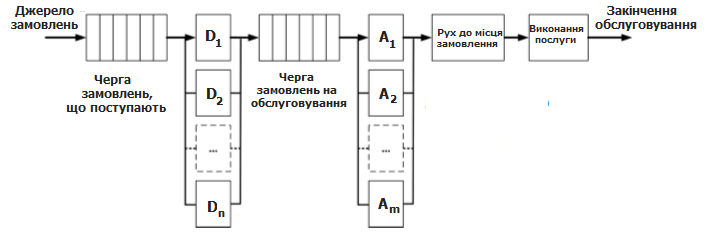 Джерело
замовлень
Черга
замовлень,
що поступають
D1
D2
...
Dn
Черга
замовлень на
обслуговування
A1
A2
...
Am
Рух до місця
замовлення
Виконання
послуги
Закінчення
обслуговування